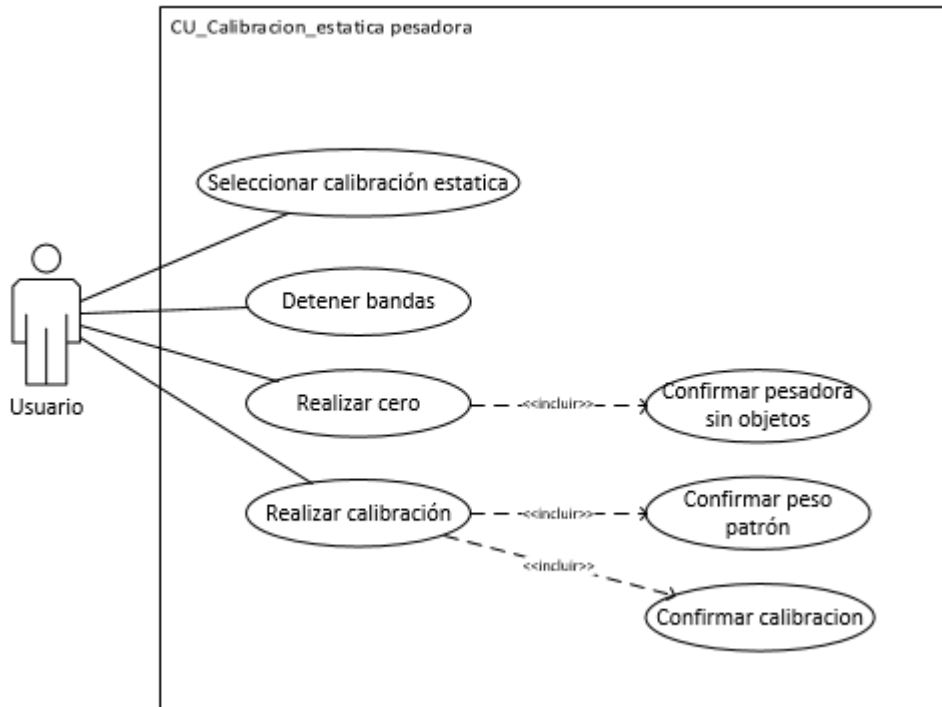 CU_Calibracion_estatica pesadora
Seleccionar calibración estatica
Detener bandas
Usuario
Realizar cero
<<incluir>>
Confirmar pesadora
sin objetos
Realizar calibración
<<incluir>>
Confirmar peso
patrón
<<incluir>>
Confirmar calibracion